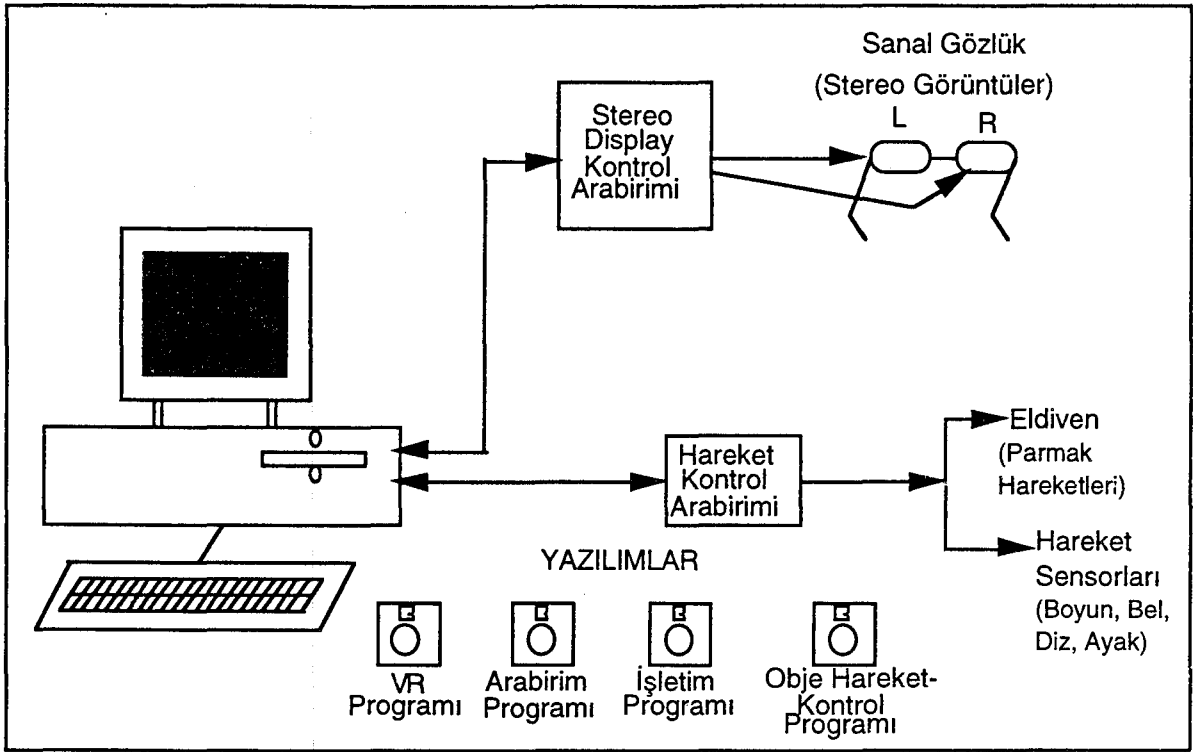 Sanal Gözlük
(Stereo Görüntüler)
L R
Stereo
Display
Kontrol
Arabirimi
Hareket
Kontrol
Arabirimi
Eldiven
(Parmak
Hareketleri)
Hareket
Sensorları
(Boyun, Bel,
Diz, Ayak)
YAZILIMLAR
VR
Programı
Arabirim
Programı
İşletim
Programı
Obje Hareket-
Kontrol
Programı